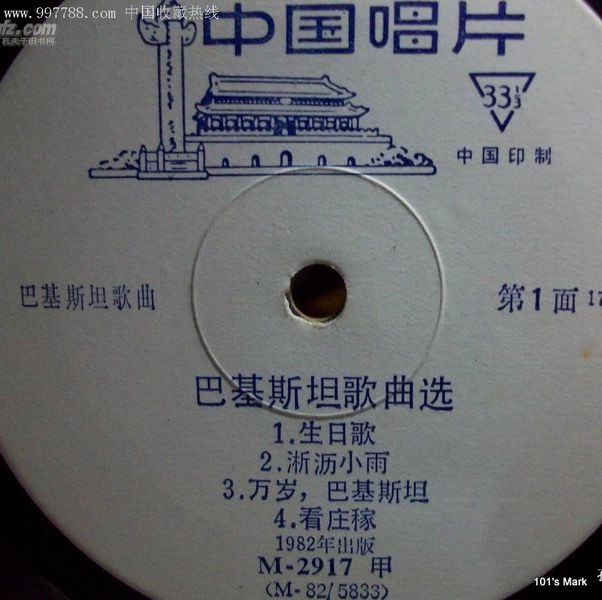 www.997788.com 中国收藏热线
中国唱片
33⅓
中国印制
巴基斯坦歌曲
第1面
巴基斯坦歌曲选
1.生日歌
2.淅沥小雨
3.万岁，巴基斯坦
4.看庄稼
1982年出版
M-2917 甲
(M-82/5833)
101's Mark